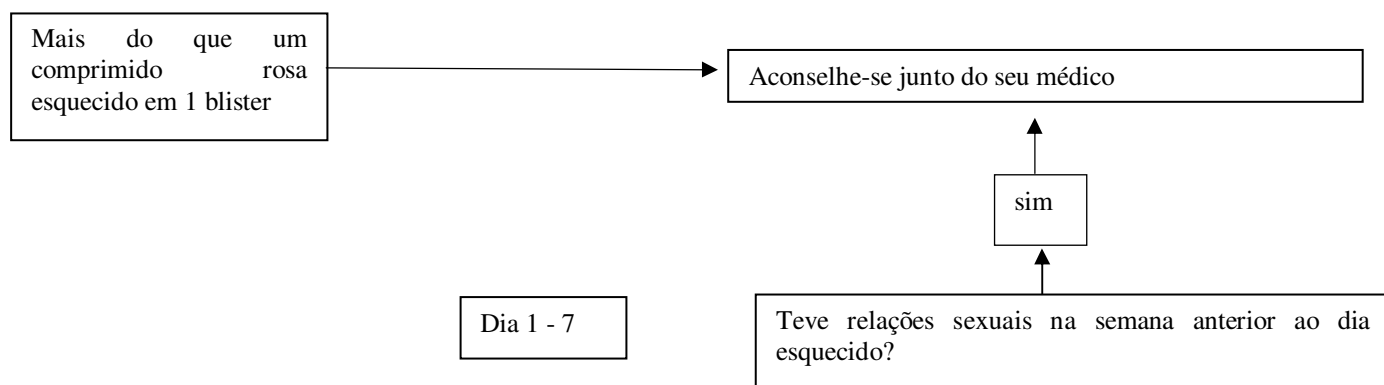 Mais do que um
comprimido rosa
esquecido em 1 blister
Aconselhe-se junto do seu médico
sim
Dia 1 - 7
Teve relações sexuais na semana anterior ao dia
esquecido?